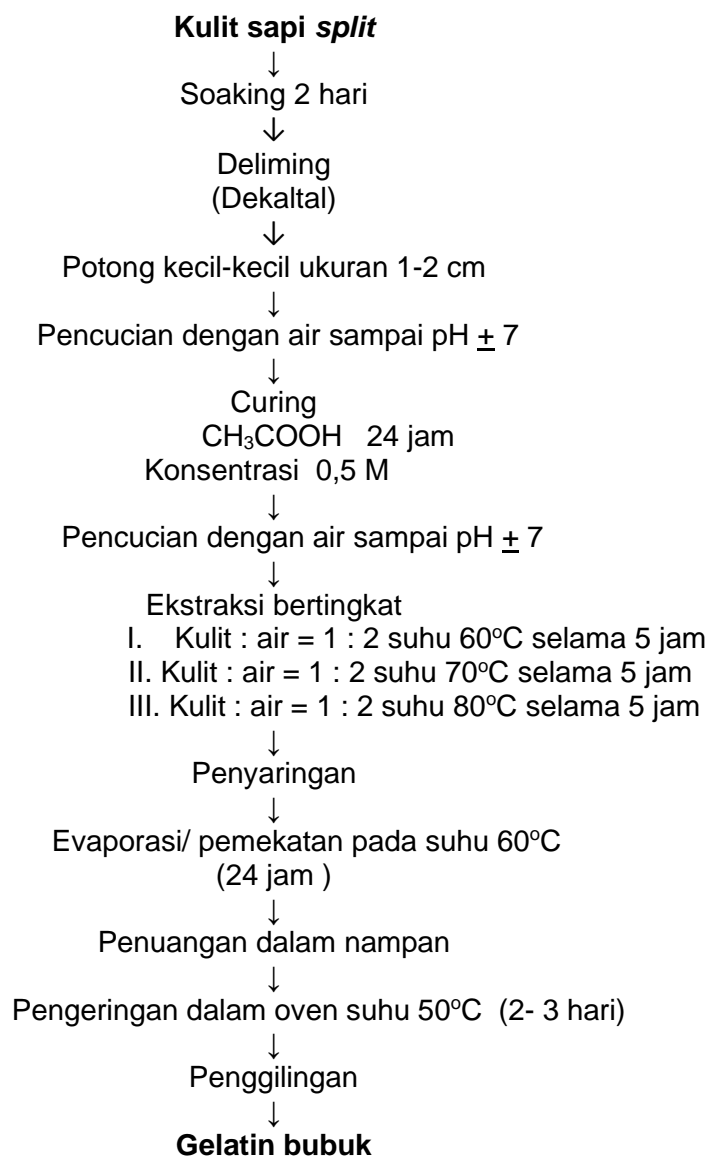 Kulit sapi split
↓
Soaking 2 hari
↓
Deliming
(Dekaltal)
↓
Potong kecil-kecil ukuran 1-2 cm
↓
Pencucian dengan air sampai pH ± 7
↓
Curing
CH₃COOH 24 jam
Konsentrasi 0,5 M
↓
Pencucian dengan air sampai pH ± 7
↓
Ekstraksi bertingkat
I. Kulit : air = 1 : 2 suhu 60°C selama 5 jam
II. Kulit : air = 1 : 2 suhu 70°C selama 5 jam
III. Kulit : air = 1 : 2 suhu 80°C selama 5 jam
↓
Penyaringan
↓
Evaporasi/ pemekatan pada suhu 60°C
(24 jam )
↓
Penuangan dalam nampan
↓
Pengeringan dalam oven suhu 50°C (2- 3 hari)
↓
Penggilingan
↓
Gelatin bubuk